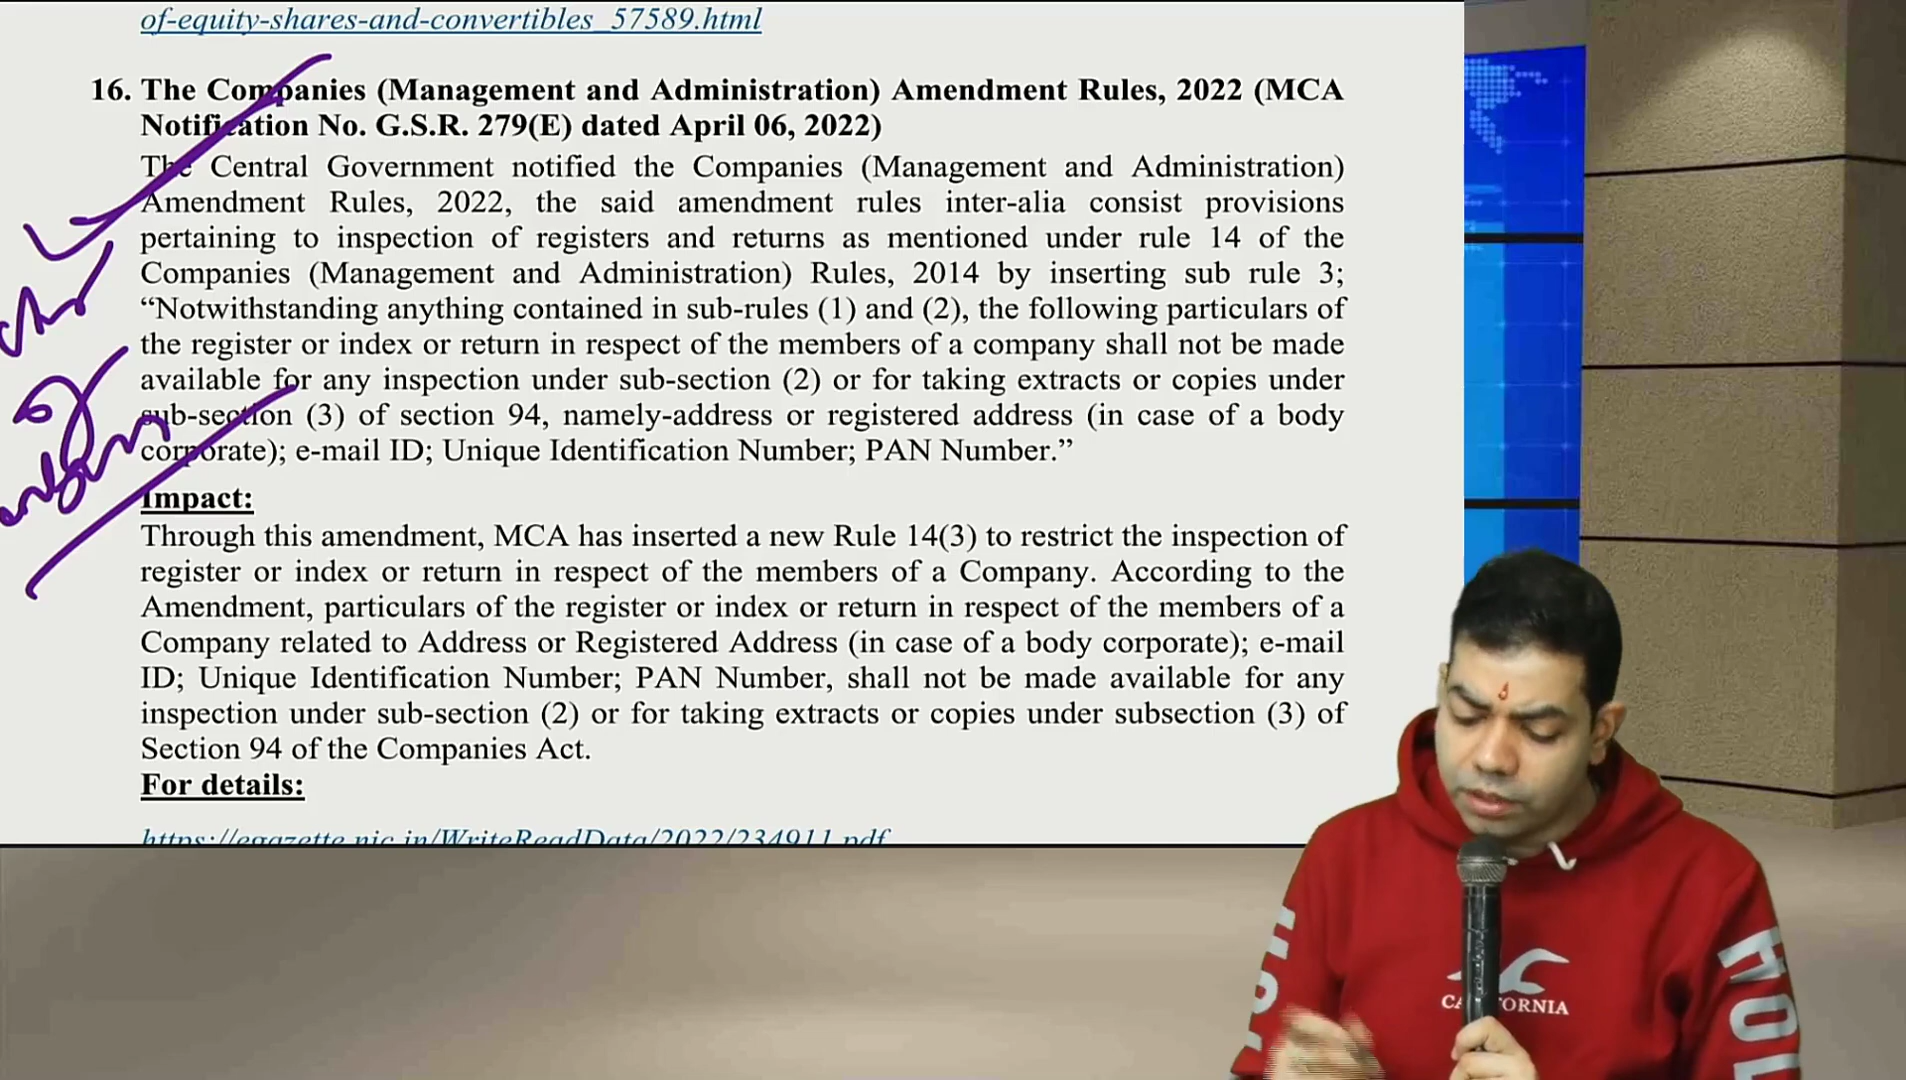 of-equity-shares-and-convertibles_57589.html
16. The Companies (Management and Administration) Amendment Rules, 2022 (MCA
Notification No. G.S.R. 279(E) dated April 06, 2022)
The Central Government notified the Companies (Management and Administration)
Amendment Rules, 2022, the said amendment rules inter-alia consist provisions
pertaining to inspection of registers and returns as mentioned under rule 14 of the
Companies (Management and Administration) Rules, 2014 by inserting sub rule 3;
“Notwithstanding anything contained in sub-rules (1) and (2), the following particulars of
the register or index or return in respect of the members of a company shall not be made
available for any inspection under sub-section (2) or for taking extracts or copies under
sub-section (3) of section 94, namely-address or registered address (in case of a body
corporate); e-mail ID; Unique Identification Number; PAN Number.”
Impact:
Through this amendment, MCA has inserted a new Rule 14(3) to restrict the inspection of
register or index or return in respect of the members of a Company. According to the
Amendment, particulars of the register or index or return in respect of the members of a
Company related to Address or Registered Address (in case of a body corporate); e-mail
ID; Unique Identification Number; PAN Number, shall not be made available for any
inspection under sub-section (2) or for taking extracts or copies under subsection (3) of
Section 94 of the Companies Act.
For details:
https://egazette.nic.in/WriteReadData/2022/234911.pdf